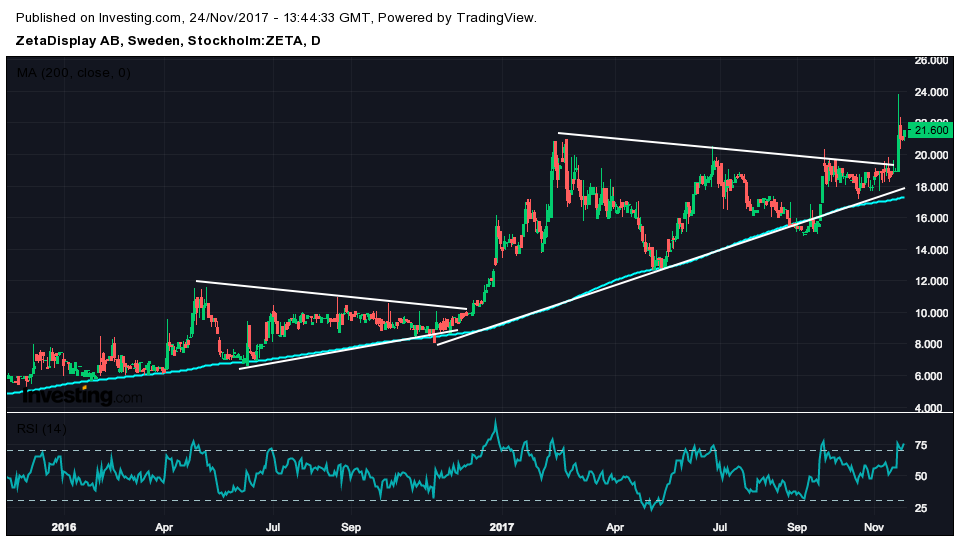 Published on Investing.com, 24/Nov/2017 - 13:44:33 GMT, Powered by TradingView.
ZetaDisplay AB, Sweden, Stockholm:ZETA, D
MA (200, close, 0)
26.000
24.000
22.000
21.600
20.000
18.000
16.000
14.000
12.000
10.000
8.000
6.000
4.000
Investing.com
RSI (14)
75
50
25
2016 Apr Jul Sep 2017 Apr Jul Sep Nov